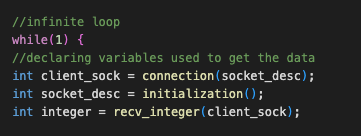 //infinite loop
while(1) {
//declaring variables used to get the data
int client_sock = connection(socket_desc);
int socket_desc = initialization();
int integer = recv_integer(client_sock);